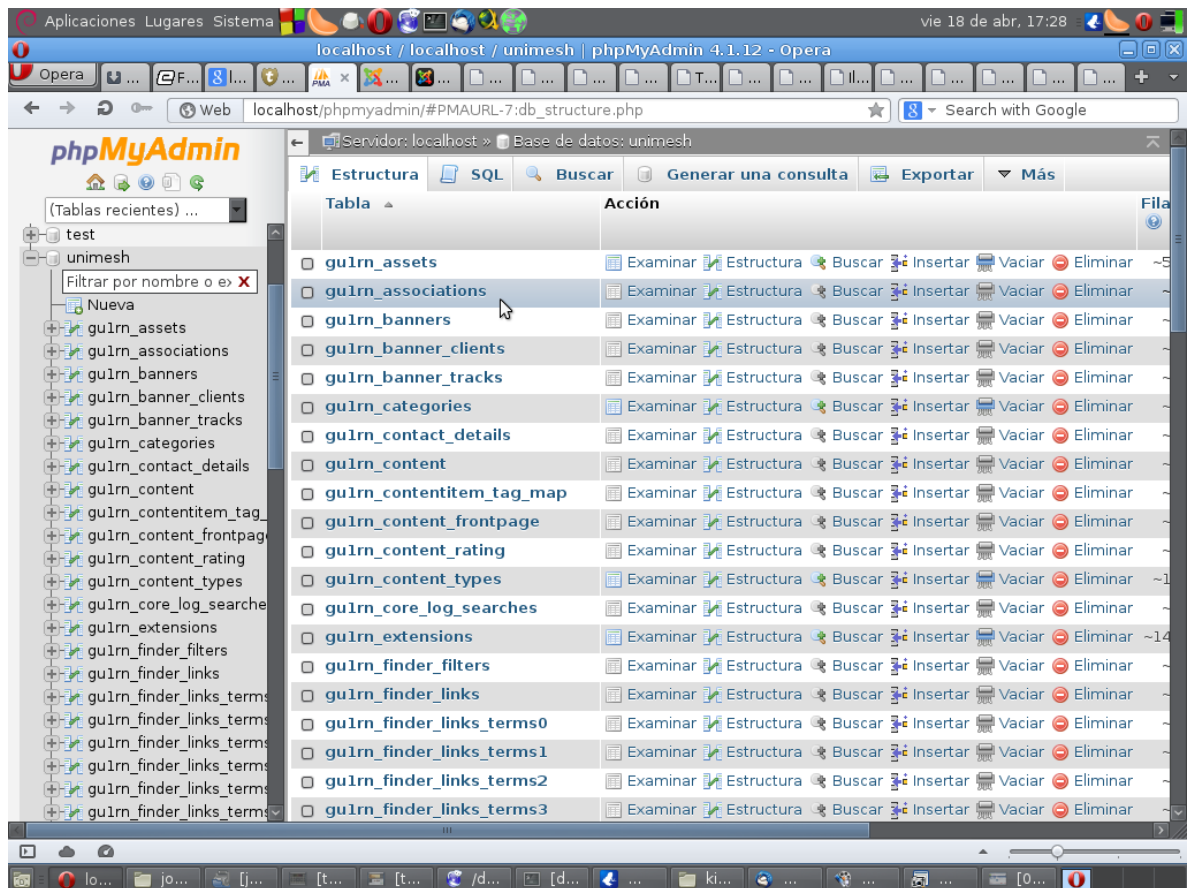 Aplicaciones Lugares Sistema vie 18 de abr, 17:28
localhost / localhost / unimesh | phpMyAdmin 4.1.12 - Opera
Opera ... F... l... ... PMA ... ... ... ... ... ... T... ... ... Il... ... ... ... ... ...
Web localhost/phpmyadmin/#PMAURL-7:db_structure.php Search with Google
phpMyAdmin
(Tablas recientes) ...
test
unimesh
Filtrar por nombre o e› X
Nueva
gu1rn_assets
gu1rn_associations
gu1rn_banners
gu1rn_banner_clients
gu1rn_banner_tracks
gu1rn_categories
gu1rn_contact_details
gu1rn_content
gu1rn_contentitem_tag_
gu1rn_content_frontpage
gu1rn_content_rating
gu1rn_content_types
gu1rn_core_log_searche
gu1rn_extensions
gu1rn_finder_filters
gu1rn_finder_links
gu1rn_finder_links_terms
gu1rn_finder_links_terms
gu1rn_finder_links_terms
gu1rn_finder_links_terms
gu1rn_finder_links_terms
gu1rn_finder_links_terms
Servidor: localhost » Base de datos: unimesh
Estructura SQL Buscar Generar una consulta Exportar Más
Tabla Acción Fila
gu1rn_assets Examinar Estructura Buscar Insertar Vaciar Eliminar ~5
gu1rn_associations Examinar Estructura Buscar Insertar Vaciar Eliminar ~
gu1rn_banners Examinar Estructura Buscar Insertar Vaciar Eliminar ~
gu1rn_banner_clients Examinar Estructura Buscar Insertar Vaciar Eliminar ~
gu1rn_banner_tracks Examinar Estructura Buscar Insertar Vaciar Eliminar ~
gu1rn_categories Examinar Estructura Buscar Insertar Vaciar Eliminar ~
gu1rn_contact_details Examinar Estructura Buscar Insertar Vaciar Eliminar ~
gu1rn_content Examinar Estructura Buscar Insertar Vaciar Eliminar ~
gu1rn_contentitem_tag_map Examinar Estructura Buscar Insertar Vaciar Eliminar ~
gu1rn_content_frontpage Examinar Estructura Buscar Insertar Vaciar Eliminar ~
gu1rn_content_rating Examinar Estructura Buscar Insertar Vaciar Eliminar ~
gu1rn_content_types Examinar Estructura Buscar Insertar Vaciar Eliminar ~1
gu1rn_core_log_searches Examinar Estructura Buscar Insertar Vaciar Eliminar ~
gu1rn_extensions Examinar Estructura Buscar Insertar Vaciar Eliminar ~14
gu1rn_finder_filters Examinar Estructura Buscar Insertar Vaciar Eliminar ~
gu1rn_finder_links Examinar Estructura Buscar Insertar Vaciar Eliminar ~
gu1rn_finder_links_terms0 Examinar Estructura Buscar Insertar Vaciar Eliminar ~
gu1rn_finder_links_terms1 Examinar Estructura Buscar Insertar Vaciar Eliminar ~
gu1rn_finder_links_terms2 Examinar Estructura Buscar Insertar Vaciar Eliminar ~
gu1rn_finder_links_terms3 Examinar Estructura Buscar Insertar Vaciar Eliminar ~
lo... jo... [j... [t... [t... /d... [d... ... ki... ... ... ... [0...